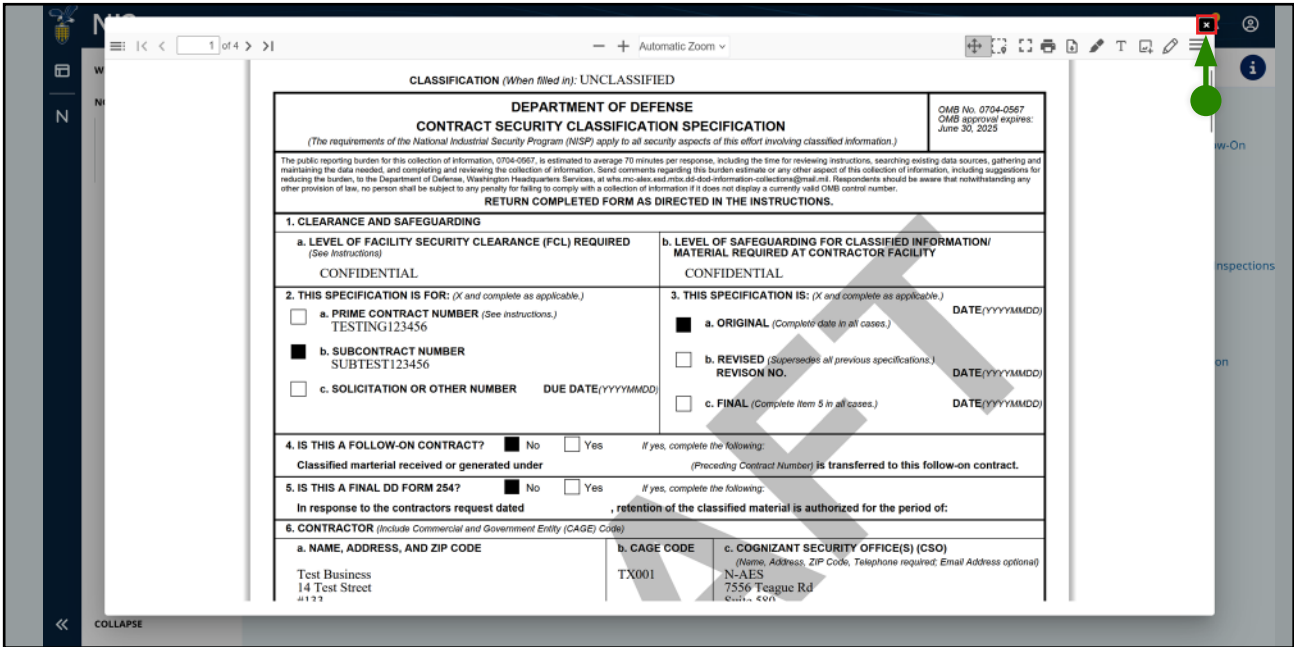 1 of 4
Automatic Zoom
T
N
i
ow-On
Inspections
on
COLLAPSE
CLASSIFICATION (When filled in): UNCLASSIFIED
DEPARTMENT OF DEFENSE
CONTRACT SECURITY CLASSIFICATION SPECIFICATION
(The requirements of the National Industrial Security Program (NISP) apply to all security aspects of this effort involving classified information.)
OMB No. 0704-0567
OMB approval expires:
June 30, 2025
The public reporting burden for this collection of information, 0704-0567, is estimated to average 70 minutes per response, including the time for reviewing instructions, searching existing data sources, gathering and
maintaining the data needed, and completing and reviewing the collection of information. Send comments regarding this burden estimate or any other aspect of this collection of information, including suggestions for
reducing the burden, to the Department of Defense, Washington Headquarters Services, at whs.mc-alex.esd.mbx.dd-dod-information-collections@mail.mil. Respondents should be aware that notwithstanding any
other provision of law, no person shall be subject to any penalty for failing to comply with a collection of information if it does not display a currently valid OMB control number.
RETURN COMPLETED FORM AS DIRECTED IN THE INSTRUCTIONS.
1. CLEARANCE AND SAFEGUARDING
a. LEVEL OF FACILITY SECURITY CLEARANCE (FCL) REQUIRED
(See Instructions)
CONFIDENTIAL
b. LEVEL OF SAFEGUARDING FOR CLASSIFIED INFORMATION/
MATERIAL REQUIRED AT CONTRACTOR FACILITY
CONFIDENTIAL
2. THIS SPECIFICATION IS FOR: (X and complete as applicable.)
a. PRIME CONTRACT NUMBER (See instructions.)
TESTING123456
b. SUBCONTRACT NUMBER
SUBTEST123456
c. SOLICITATION OR OTHER NUMBER DUE DATE(YYYYMMDD)
3. THIS SPECIFICATION IS: (X and complete as applicable.)
DATE(YYYYMMDD)
a. ORIGINAL (Complete date in all cases.)
b. REVISED (Supersedes all previous specifications.)
REVISON NO. DATE(YYYYMMDD)
c. FINAL (Complete Item 5 in all cases.) DATE(YYYYMMDD)
4. IS THIS A FOLLOW-ON CONTRACT? No Yes If yes, complete the following:
Classified marterial received or generated under (Preceding Contract Number) is transferred to this follow-on contract.
5. IS THIS A FINAL DD FORM 254? No Yes If yes, complete the following:
In response to the contractors request dated , retention of the classified material is authorized for the period of:
6. CONTRACTOR (Include Commercial and Government Entity (CAGE) Code)
a. NAME, ADDRESS, AND ZIP CODE
Test Business
14 Test Street
#133
b. CAGE CODE
TX001
c. COGNIZANT SECURITY OFFICE(S) (CSO)
(Name, Address, ZIP Code, Telephone required; Email Address optional)
N-AES
7556 Teague Rd
Suite 580
AFT